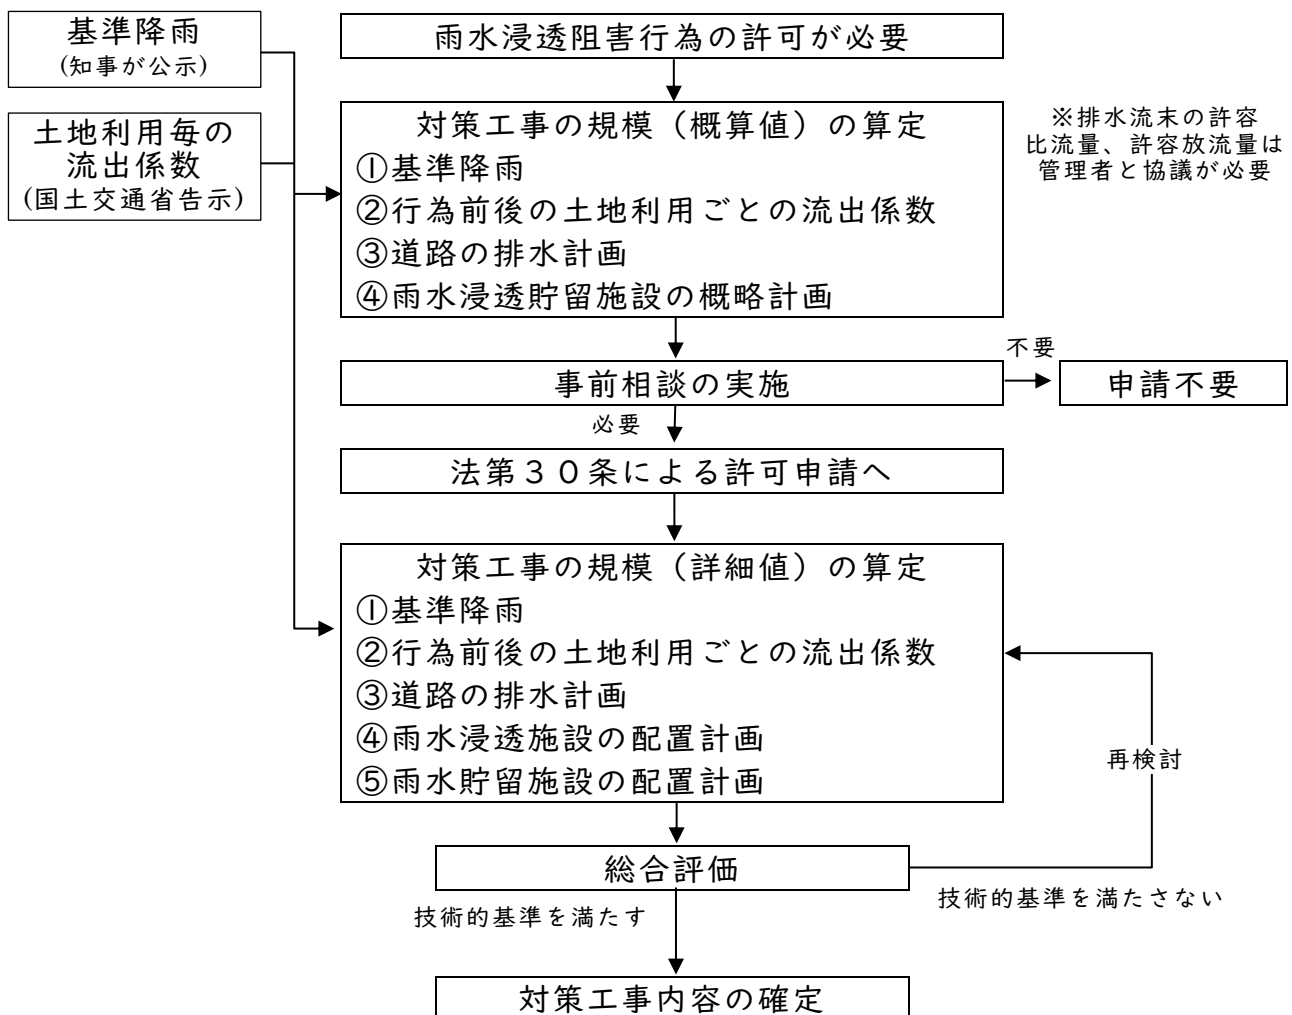 基準降雨
(知事が公示)
土地利用毎の
流出係数
(国土交通省告示)
雨水浸透阻害行為の許可が必要
対策工事の規模（概算値）の算定
①基準降雨
②行為前後の土地利用ごとの流出係数
③道路の排水計画
④雨水浸透貯留施設の概略計画
※排水流末の許容
比流量、許容放流量は
管理者と協議が必要
事前相談の実施
不要
申請不要
必要
法第３０条による許可申請へ
対策工事の規模（詳細値）の算定
①基準降雨
②行為前後の土地利用ごとの流出係数
③道路の排水計画
④雨水浸透施設の配置計画
⑤雨水貯留施設の配置計画
再検討
総合評価
技術的基準を満たす
技術的基準を満たさない
対策工事内容の確定